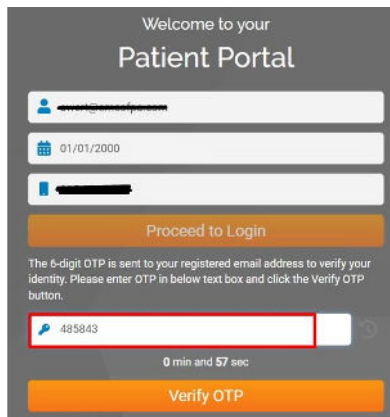 Welcome to your
Patient Portal
01/01/2000
Proceed to Login
The 6-digit OTP is sent to your registered email address to verify your
identity. Please enter OTP in below text box and click the Verify OTP
button.
485843
0 min and 57 sec
Verify OTP